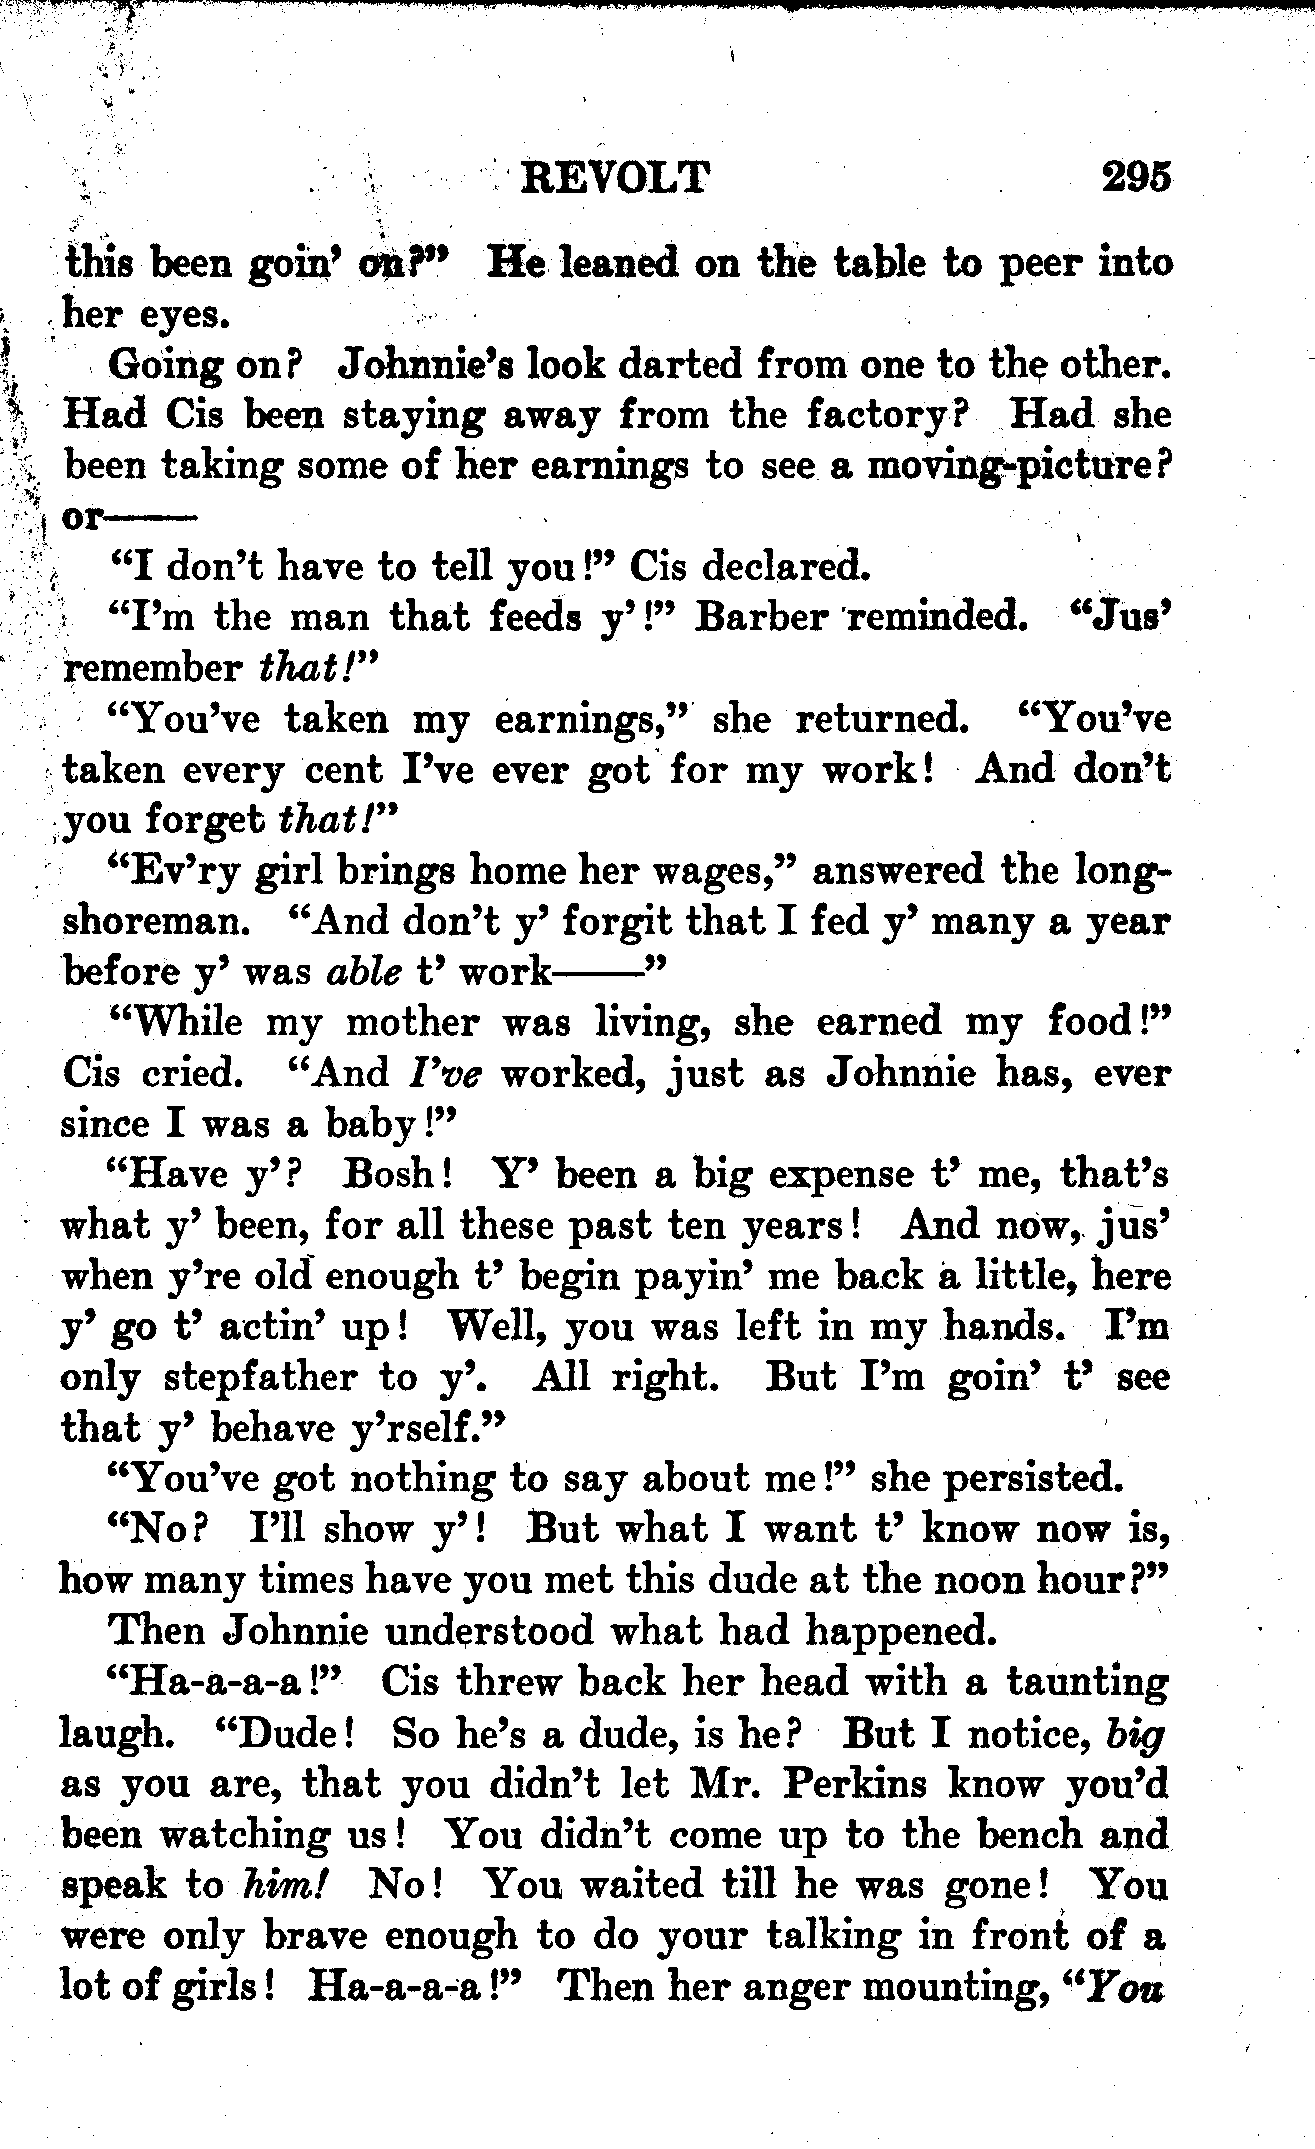 REVOLT 295
this been goin' on?" He leaned on the table to peer into
her eyes.
Going on? Johnnie's look darted from one to the other.
Had Cis been staying away from the factory? Had she
been taking some of her earnings to see a moving-picture?
or——
"I don't have to tell you!" Cis declared.
"I'm the man that feeds y'!" Barber reminded. "Jus'
remember that!"
"You've taken my earnings," she returned. "You've
taken every cent I've ever got for my work! And don't
you forget that!"
"Ev'ry girl brings home her wages," answered the long-
shoreman. "And don't y' forgit that I fed y' many a year
before y' was able t' work——"
"While my mother was living, she earned my food!"
Cis cried. "And I've worked, just as Johnnie has, ever
since I was a baby!"
"Have y'? Bosh! Y' been a big expense t' me, that's
what y' been, for all these past ten years! And now, jus'
when y're old enough t' begin payin' me back a little, here
y' go t' actin' up! Well, you was left in my hands. I'm
only stepfather to y'. All right. But I'm goin' t' see
that y' behave y'rself."
"You've got nothing to say about me!" she persisted.
"No? I'll show y'! But what I want t' know now is,
how many times have you met this dude at the noon hour?"
Then Johnnie understood what had happened.
"Ha-a-a-a!" Cis threw back her head with a taunting
laugh. "Dude! So he's a dude, is he? But I notice, big
as you are, that you didn't let Mr. Perkins know you'd
been watching us! You didn't come up to the bench and
speak to him! No! You waited till he was gone! You
were only brave enough to do your talking in front of a
lot of girls! Ha-a-a-a!" Then her anger mounting, "You